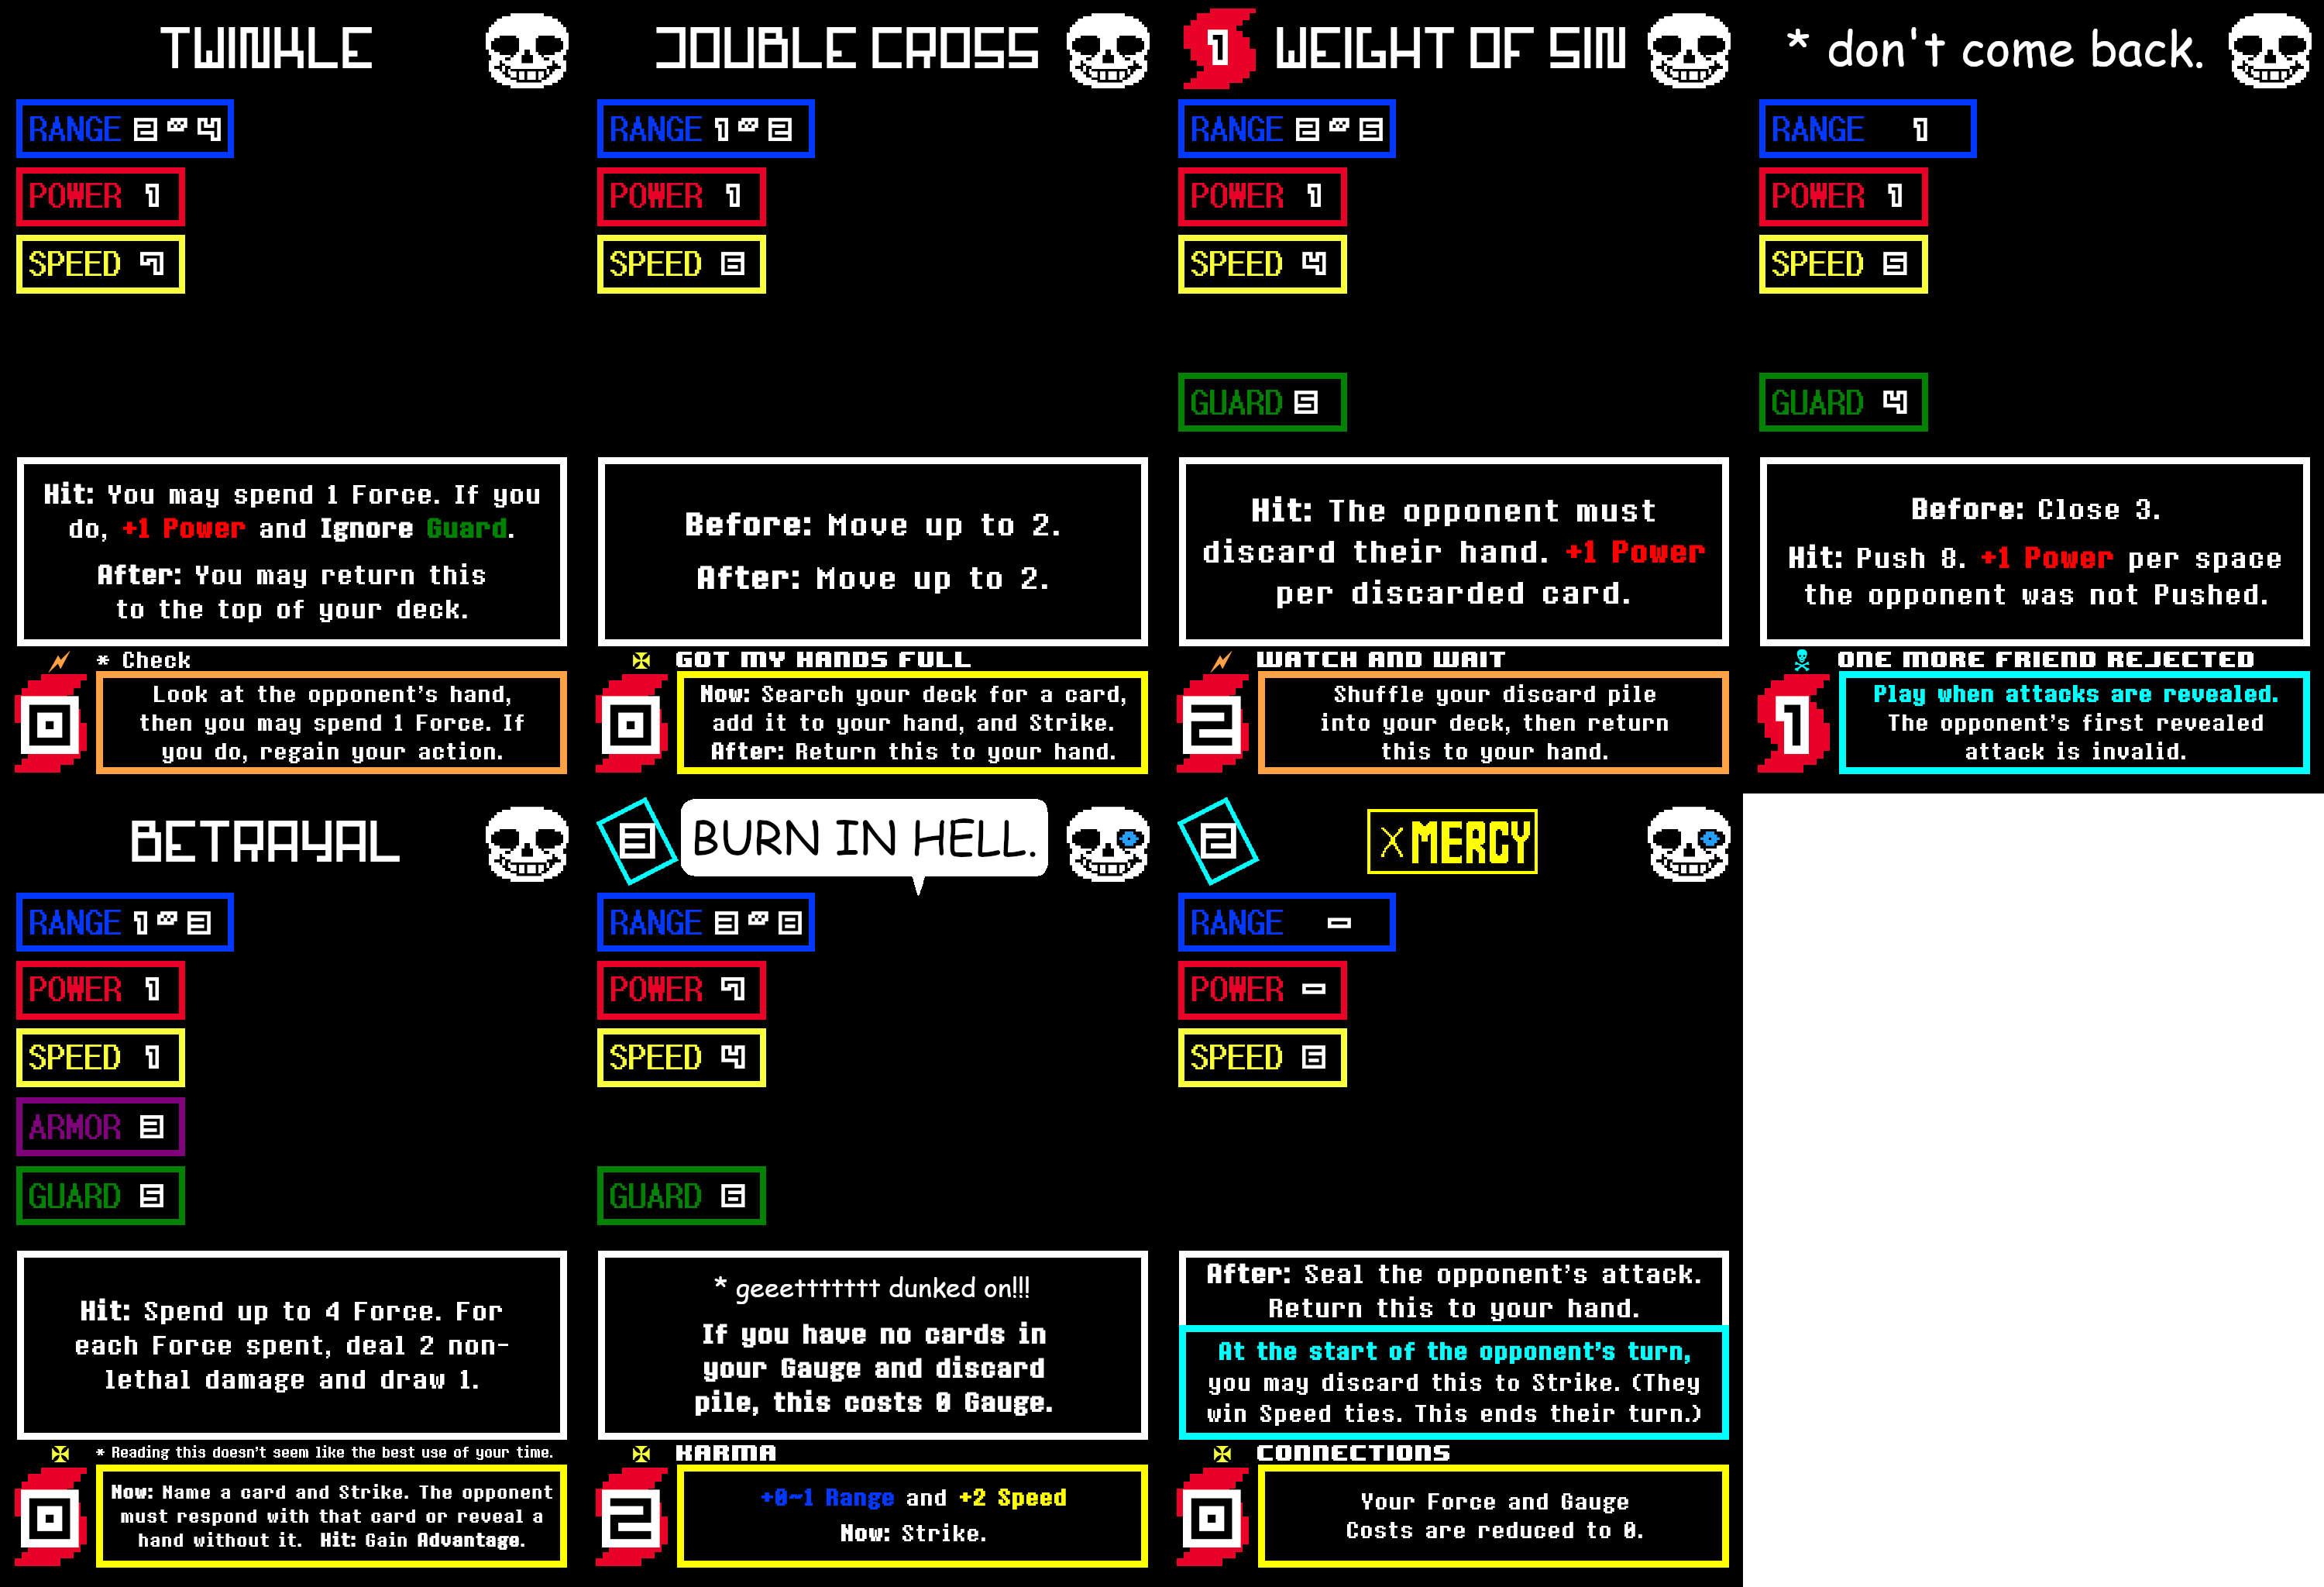 TWINKLE
RANGE 2~4
POWER 1
SPEED 7
Hit: You may spend 1 Force. If you
do, +1 Power and Ignore Guard.
After: You may return this
to the top of your deck.
* Check
0
Look at the opponent's hand,
then you may spend 1 Force. If
you do, regain your action.
DOUBLE CROSS
RANGE 1~2
POWER 1
SPEED 6
Before: Move up to 2.
After: Move up to 2.
GOT MY HANDS FULL
0
Now: Search your deck for a card,
add it to your hand, and Strike.
After: Return this to your hand.
1 WEIGHT OF SIN
RANGE 2~5
POWER 1
SPEED 4
GUARD 5
Hit: The opponent must
discard their hand. +1 Power
per discarded card.
WATCH AND WAIT
2
Shuffle your discard pile
into your deck, then return
this to your hand.
* don't come back.
RANGE 1
POWER 1
SPEED 5
GUARD 4
Before: Close 3.
Hit: Push 8. +1 Power per space
the opponent was not Pushed.
ONE MORE FRIEND REJECTED
1
Play when attacks are revealed.
The opponent's first revealed
attack is invalid.
BETRAYAL
RANGE 1~3
POWER 1
SPEED 1
ARMOR 3
GUARD 5
Hit: Spend up to 4 Force. For
each Force spent, deal 2 non-
lethal damage and draw 1.
* Reading this doesn't seem like the best use of your time.
0
Now: Name a card and Strike. The opponent
must respond with that card or reveal a
hand without it. Hit: Gain Advantage.
3 BURN IN HELL.
RANGE 3~8
POWER 7
SPEED 4
GUARD 6
* geeettttttt dunked on!!!
If you have no cards in
your Gauge and discard
pile, this costs 0 Gauge.
KARMA
2
+0~1 Range and +2 Speed
Now: Strike.
2 MERCY
RANGE -
POWER -
SPEED 6
After: Seal the opponent's attack.
Return this to your hand.
At the start of the opponent's turn,
you may discard this to Strike. (They
win Speed ties. This ends their turn.)
CONNECTIONS
0
Your Force and Gauge
Costs are reduced to 0.